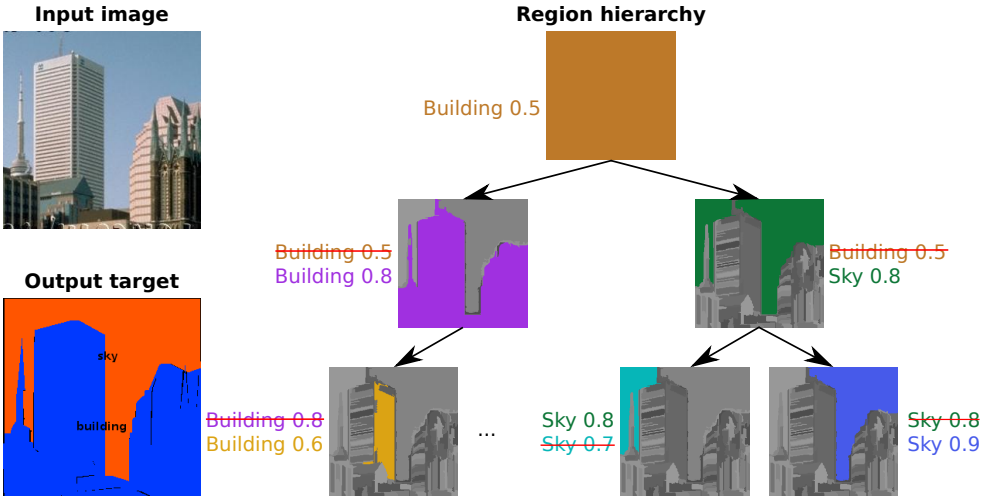 Input image
Region hierarchy
Building 0.5
Building 0.5
Building 0.8
Building 0.5
Sky 0.8
Output target
sky
building
Building 0.8
Building 0.6
...
Sky 0.8
Sky 0.7
Sky 0.8
Sky 0.9